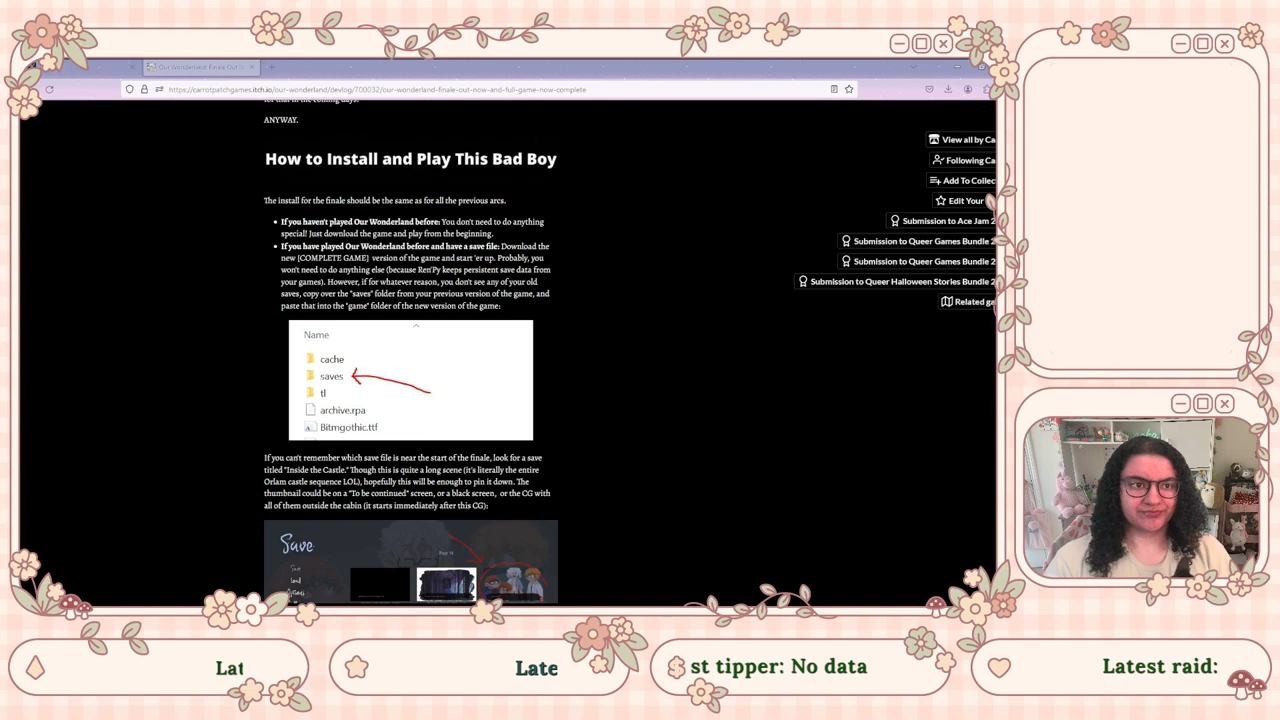 Our Wonderland: Finale Out
https://carrotpatchgames.itch.io/our-wonderland/devlog/700032/our-wonderland-finale-out-now-and-full-game-now-complete
for that in the coming days!
ANYWAY.
How to Install and Play This Bad Boy
The install for the finale should be the same as for all the previous arcs.
• If you haven't played Our Wonderland before: You don't need to do anything
special! Just download the game and play from the beginning.
• If you have played Our Wonderland before and have a save file: Download the
new [COMPLETE GAME] version of the game and start 'er up. Probably, you
won't need to do anything else (because Ren'Py keeps persistent save data from
your games). However, if for whatever reason, you don't see any of your old
saves, copy over the "saves" folder from your previous version of the game, and
paste that into the "game" folder of the new version of the game:
Name
cache
saves
tl
archive.rpa
Bitmgothic.ttf
If you can't remember which save file is near the start of the finale, look for a save
titled "Inside the Castle." Though this is quite a long scene (it's literally the entire
Orlam castle sequence LOL), hopefully this will be enough to pin it down. The
thumbnail could be on a "To be continued" screen, or a black screen, or the CG with
all of them outside the cabin (it starts immediately after this CG):
Save
Save
Load
View all by Ca
Following Ca
Add To Collec
Edit Your
Submission to Ace Jam 2
Submission to Queer Games Bundle 2
Submission to Queer Games Bundle 2
Submission to Queer Halloween Stories Bundle 2
Related ga
Lat
Late
st tipper: No data
Latest raid: